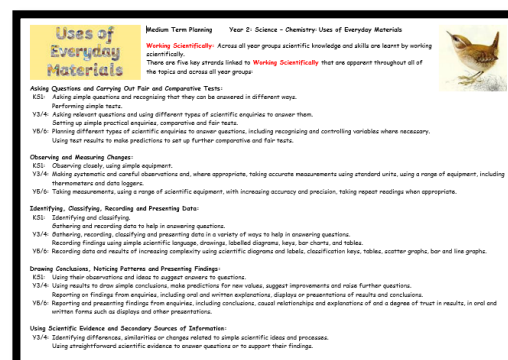 Uses of
Everyday
Materials
Medium Term Planning Year 2: Science – Chemistry: Uses of Everyday Materials
Working Scientifically- Across all year groups scientific knowledge and skills are learnt by working
scientifically.
There are five key strands linked to Working Scientifically that are apparent throughout all of
the topics and across all year groups:
Asking Questions and Carrying Out Fair and Comparative Tests:
KS1: Asking simple questions and recognising that they can be answered in different ways.
Performing simple tests.
Y3/4: Asking relevant questions and using different types of scientific enquiries to answer them.
Setting up simple practical enquiries, comparative and fair tests.
Y5/6: Planning different types of scientific enquiries to answer questions, including recognising and controlling variables where necessary.
Using test results to make predictions to set up further comparative and fair tests.
Observing and Measuring Changes:
KS1: Observing closely, using simple equipment.
Y3/4: Making systematic and careful observations and, where appropriate, taking accurate measurements using standard units, using a range of equipment, including
thermometers and data loggers.
Y5/6: Taking measurements, using a range of scientific equipment, with increasing accuracy and precision, taking repeat readings when appropriate.
Identifying, Classifying, Recording and Presenting Data:
KS1: Identifying and classifying.
Gathering and recording data to help in answering questions.
Y3/4: Gathering, recording, classifying and presenting data in a variety of ways to help in answering questions.
Recording findings using simple scientific language, drawings, labelled diagrams, keys, bar charts, and tables.
Y5/6: Recording data and results of increasing complexity using scientific diagrams and labels, classification keys, tables, scatter graphs, bar and line graphs.
Drawing Conclusions, Noticing Patterns and Presenting Findings:
KS1: Using their observations and ideas to suggest answers to questions.
Y3/4: Using results to draw simple conclusions, make predictions for new values, suggest improvements and raise further questions.
Reporting on findings from enquiries, including oral and written explanations, displays or presentations of results and conclusions.
Y5/6: Reporting and presenting findings from enquiries, including conclusions, causal relationships and explanations of and a degree of trust in results, in oral and
written forms such as displays and other presentations.
Using Scientific Evidence and Secondary Sources of Information:
Y3/4: Identifying differences, similarities or changes related to simple scientific ideas and processes.
Using straightforward scientific evidence to answer questions or to support their findings.